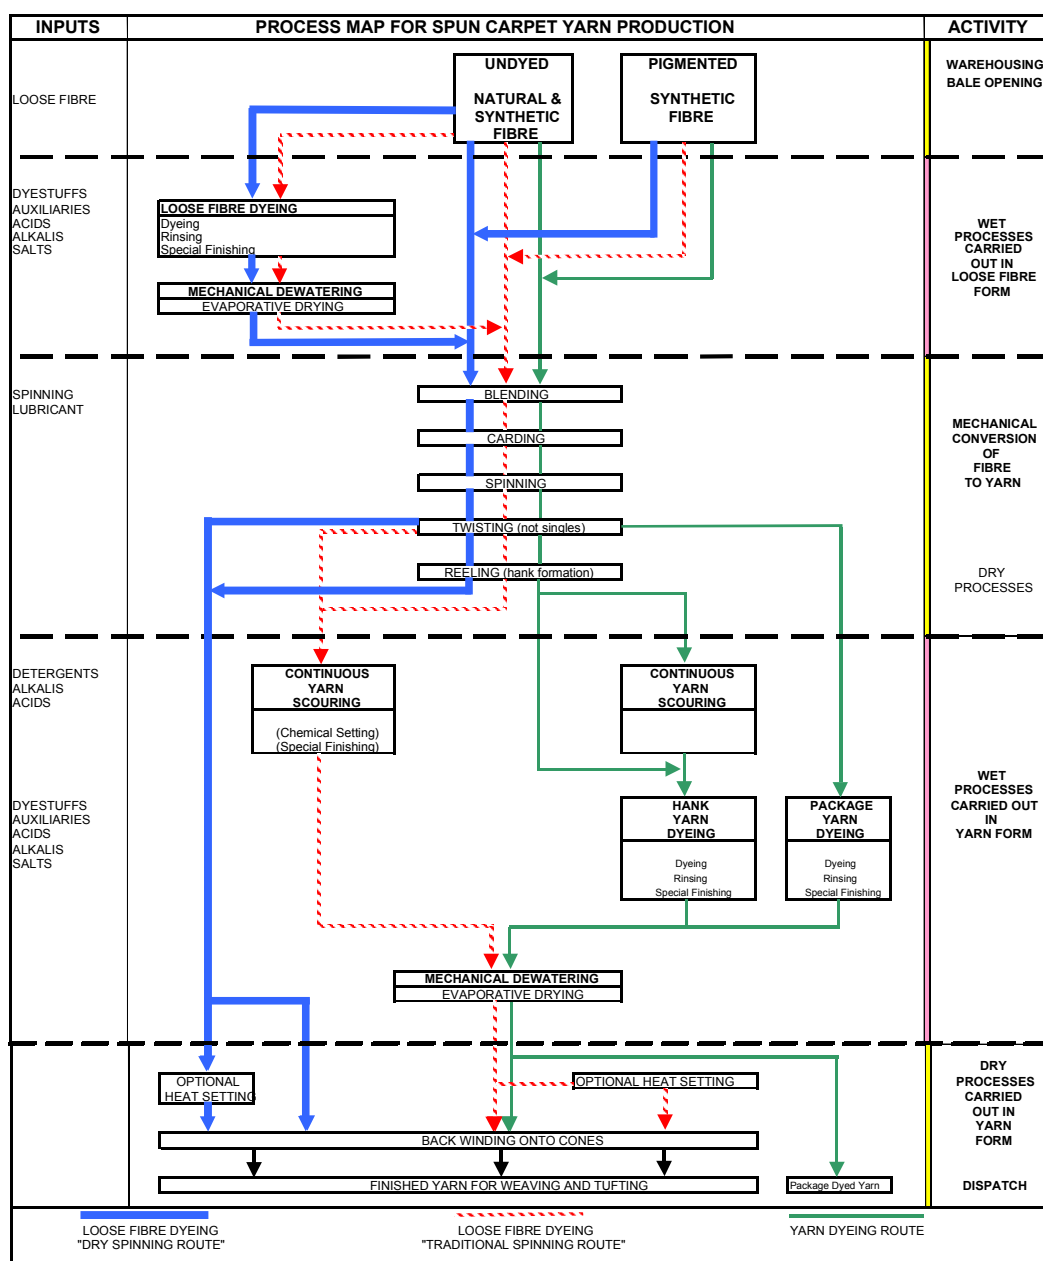 INPUTS
PROCESS MAP FOR SPUN CARPET YARN PRODUCTION
ACTIVITY
UNDYED
NATURAL &
SYNTHETIC
FIBRE
PIGMENTED
SYNTHETIC
FIBRE
WAREHOUSING
BALE OPENING
LOOSE FIBRE
DYESTUFFS
AUXILIARIES
ACIDS
ALKALIS
SALTS
LOOSE FIBRE DYEING
Dyeing
Rinsing
Special Finishing
MECHANICAL DEWATERING
EVAPORATIVE DRYING
WET
PROCESSES
CARRIED
OUT IN
LOOSE FIBRE
FORM
SPINNING
LUBRICANT
BLENDING
CARDING
SPINNING
TWISTING (not singles)
REELING (hank formation)
MECHANICAL
CONVERSION
OF
FIBRE
TO YARN
DRY
PROCESSES
DETERGENTS
ALKALIS
ACIDS
CONTINUOUS
YARN
SCOURING
(Chemical Setting)
(Special Finishing)
CONTINUOUS
YARN
SCOURING
DYESTUFFS
AUXILIARIES
ACIDS
ALKALIS
SALTS
HANK
YARN
DYEING
Dyeing
Rinsing
Special Finishing
PACKAGE
YARN
DYEING
Dyeing
Rinsing
Special Finishing
WET
PROCESSES
CARRIED OUT
IN
YARN FORM
MECHANICAL DEWATERING
EVAPORATIVE DRYING
OPTIONAL
HEAT SETTING
OPTIONAL HEAT SETTING
BACK WINDING ONTO CONES
FINISHED YARN FOR WEAVING AND TUFTING
Package Dyed Yarn
DRY
PROCESSES
CARRIED
OUT IN
YARN
FORM
DISPATCH
LOOSE FIBRE DYEING
"DRY SPINNING ROUTE"
LOOSE FIBRE DYEING
"TRADITIONAL SPINNING ROUTE"
YARN DYEING ROUTE